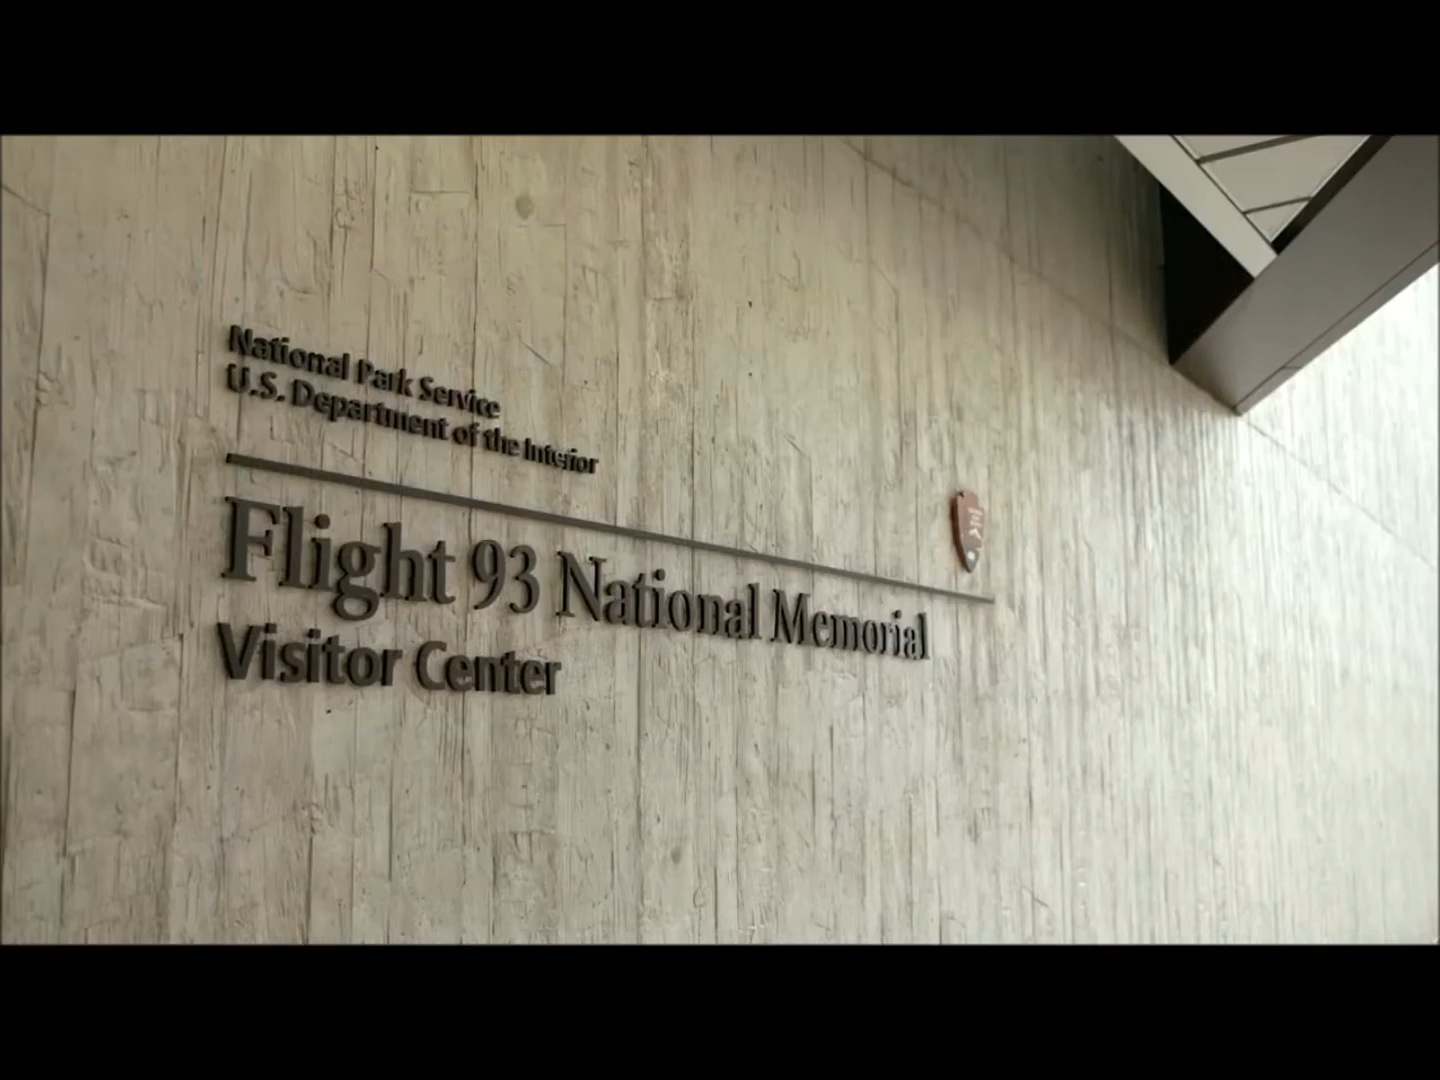 National Park Service
U.S. Department of the Interior
Flight 93 National Memorial
Visitor Center